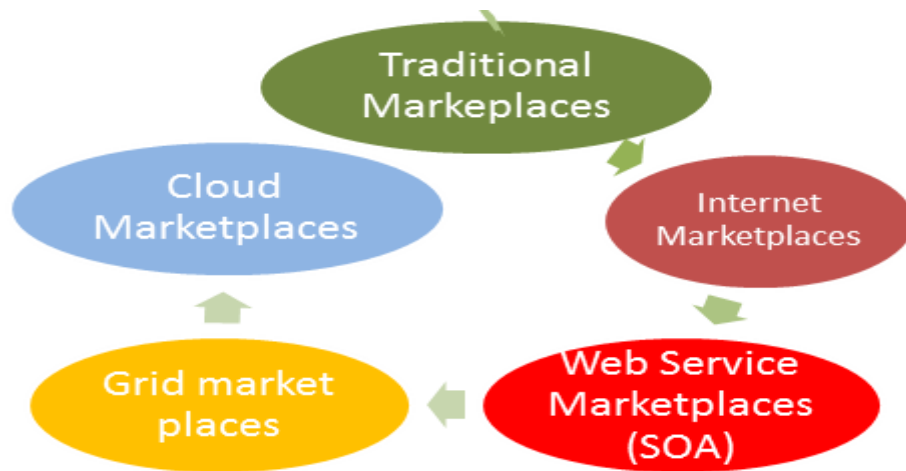 Traditional
Markeplaces
Internet
Marketplaces
Web Service
Marketplaces
(SOA)
Grid market
places
Cloud
Marketplaces